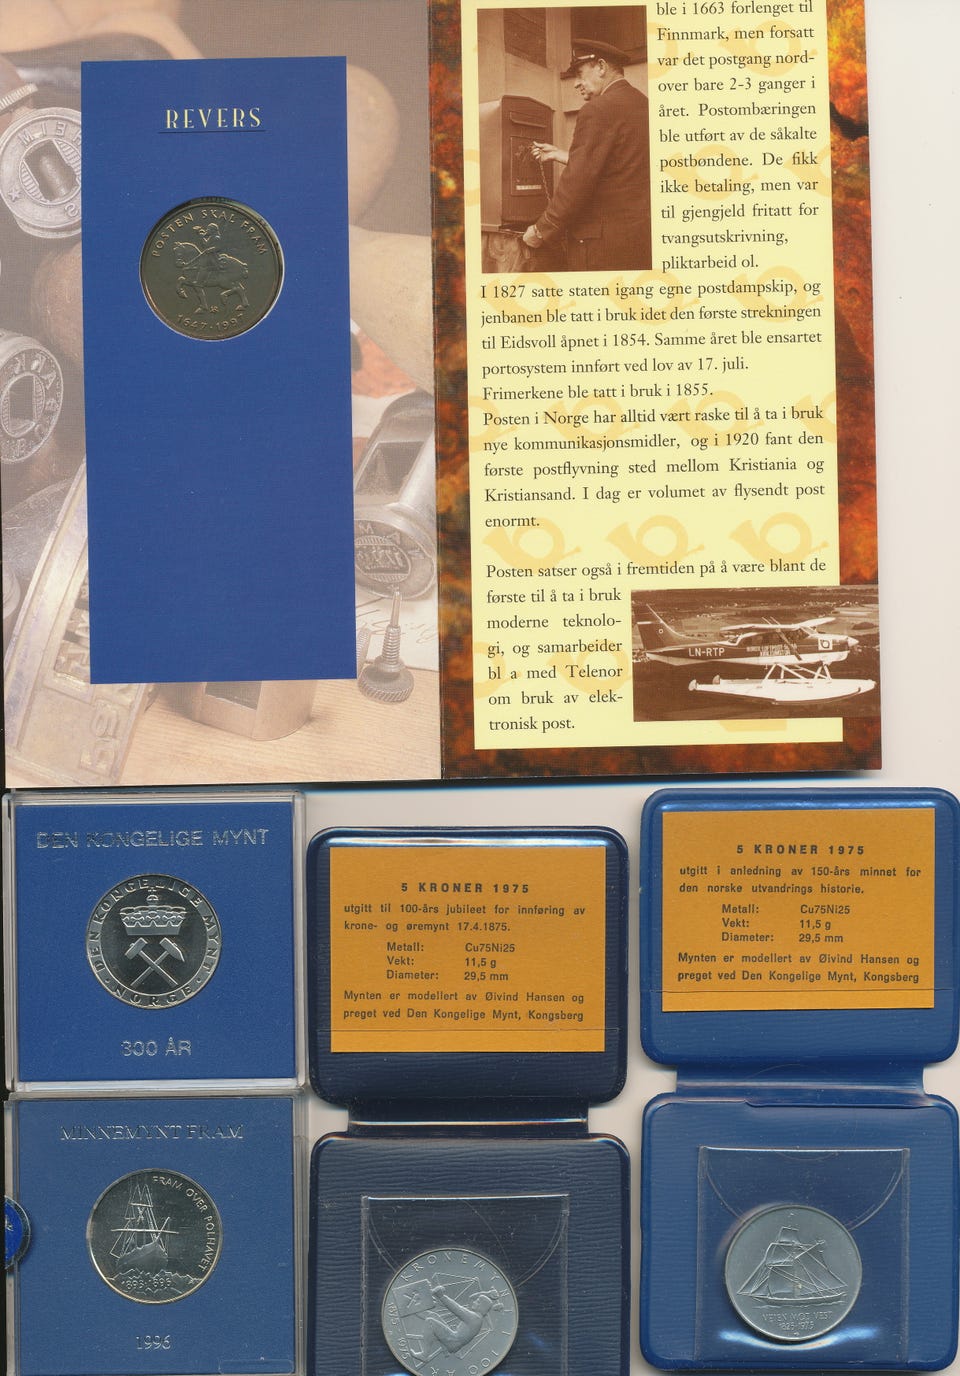 REVERS
POSTEN SKAL FRAM
1647·1997
ble i 1663 forlenget til
Finnmark, men forsatt
var det postgang nord-
over bare 2-3 ganger i
året. Postombæringen
ble utført av de såkalte
postbøndene. De fikk
ikke betaling, men var
til gjengjeld fritatt for
tvangsutskrivning,
pliktarbeid ol.
I 1827 satte staten igang egne postdampskip, og
jenbanen ble tatt i bruk idet den første strekningen
til Eidsvoll åpnet i 1854. Samme året ble ensartet
portosystem innført ved lov av 17. juli.
Frimerkene ble tatt i bruk i 1855.
Posten i Norge har alltid vært raske til å ta i bruk
nye kommunikasjonsmidler, og i 1920 fant den
første postflyvning sted mellom Kristiania og
Kristiansand. I dag er volumet av flysendt post
enormt.
Posten satser også i fremtiden på å være blant de
første til å ta i bruk
moderne teknolo-
gi, og samarbeider
bl a med Telenor
om bruk av elek-
tronisk post.
LN-RTP
DEN KONGELIGE MYNT
DEN KONGELIGE MYNT
·NORGE·
300 ÅR
MINNEMYNT FRAM
FRAM OVER POLHAVET
1893-1896
1996
5 KRONER 1975
utgitt til 100-års jubileet for innføring av
krone- og øremynt 17.4.1875.
Metall: Cu75Ni25
Vekt: 11,5 g
Diameter: 29,5 mm
Mynten er modellert av Øivind Hansen og
preget ved Den Kongelige Mynt, Kongsberg
KRONEMYNT I 100 ÅR
1875 1975
5 KRONER 1975
utgitt i anledning av 150-års minnet for
den norske utvandrings historie.
Metall: Cu75Ni25
Vekt: 11,5 g
Diameter: 29,5 mm
Mynten er modellert av Øivind Hansen og
preget ved Den Kongelige Mynt, Kongsberg
VEIEN MOT VEST
1825-1975